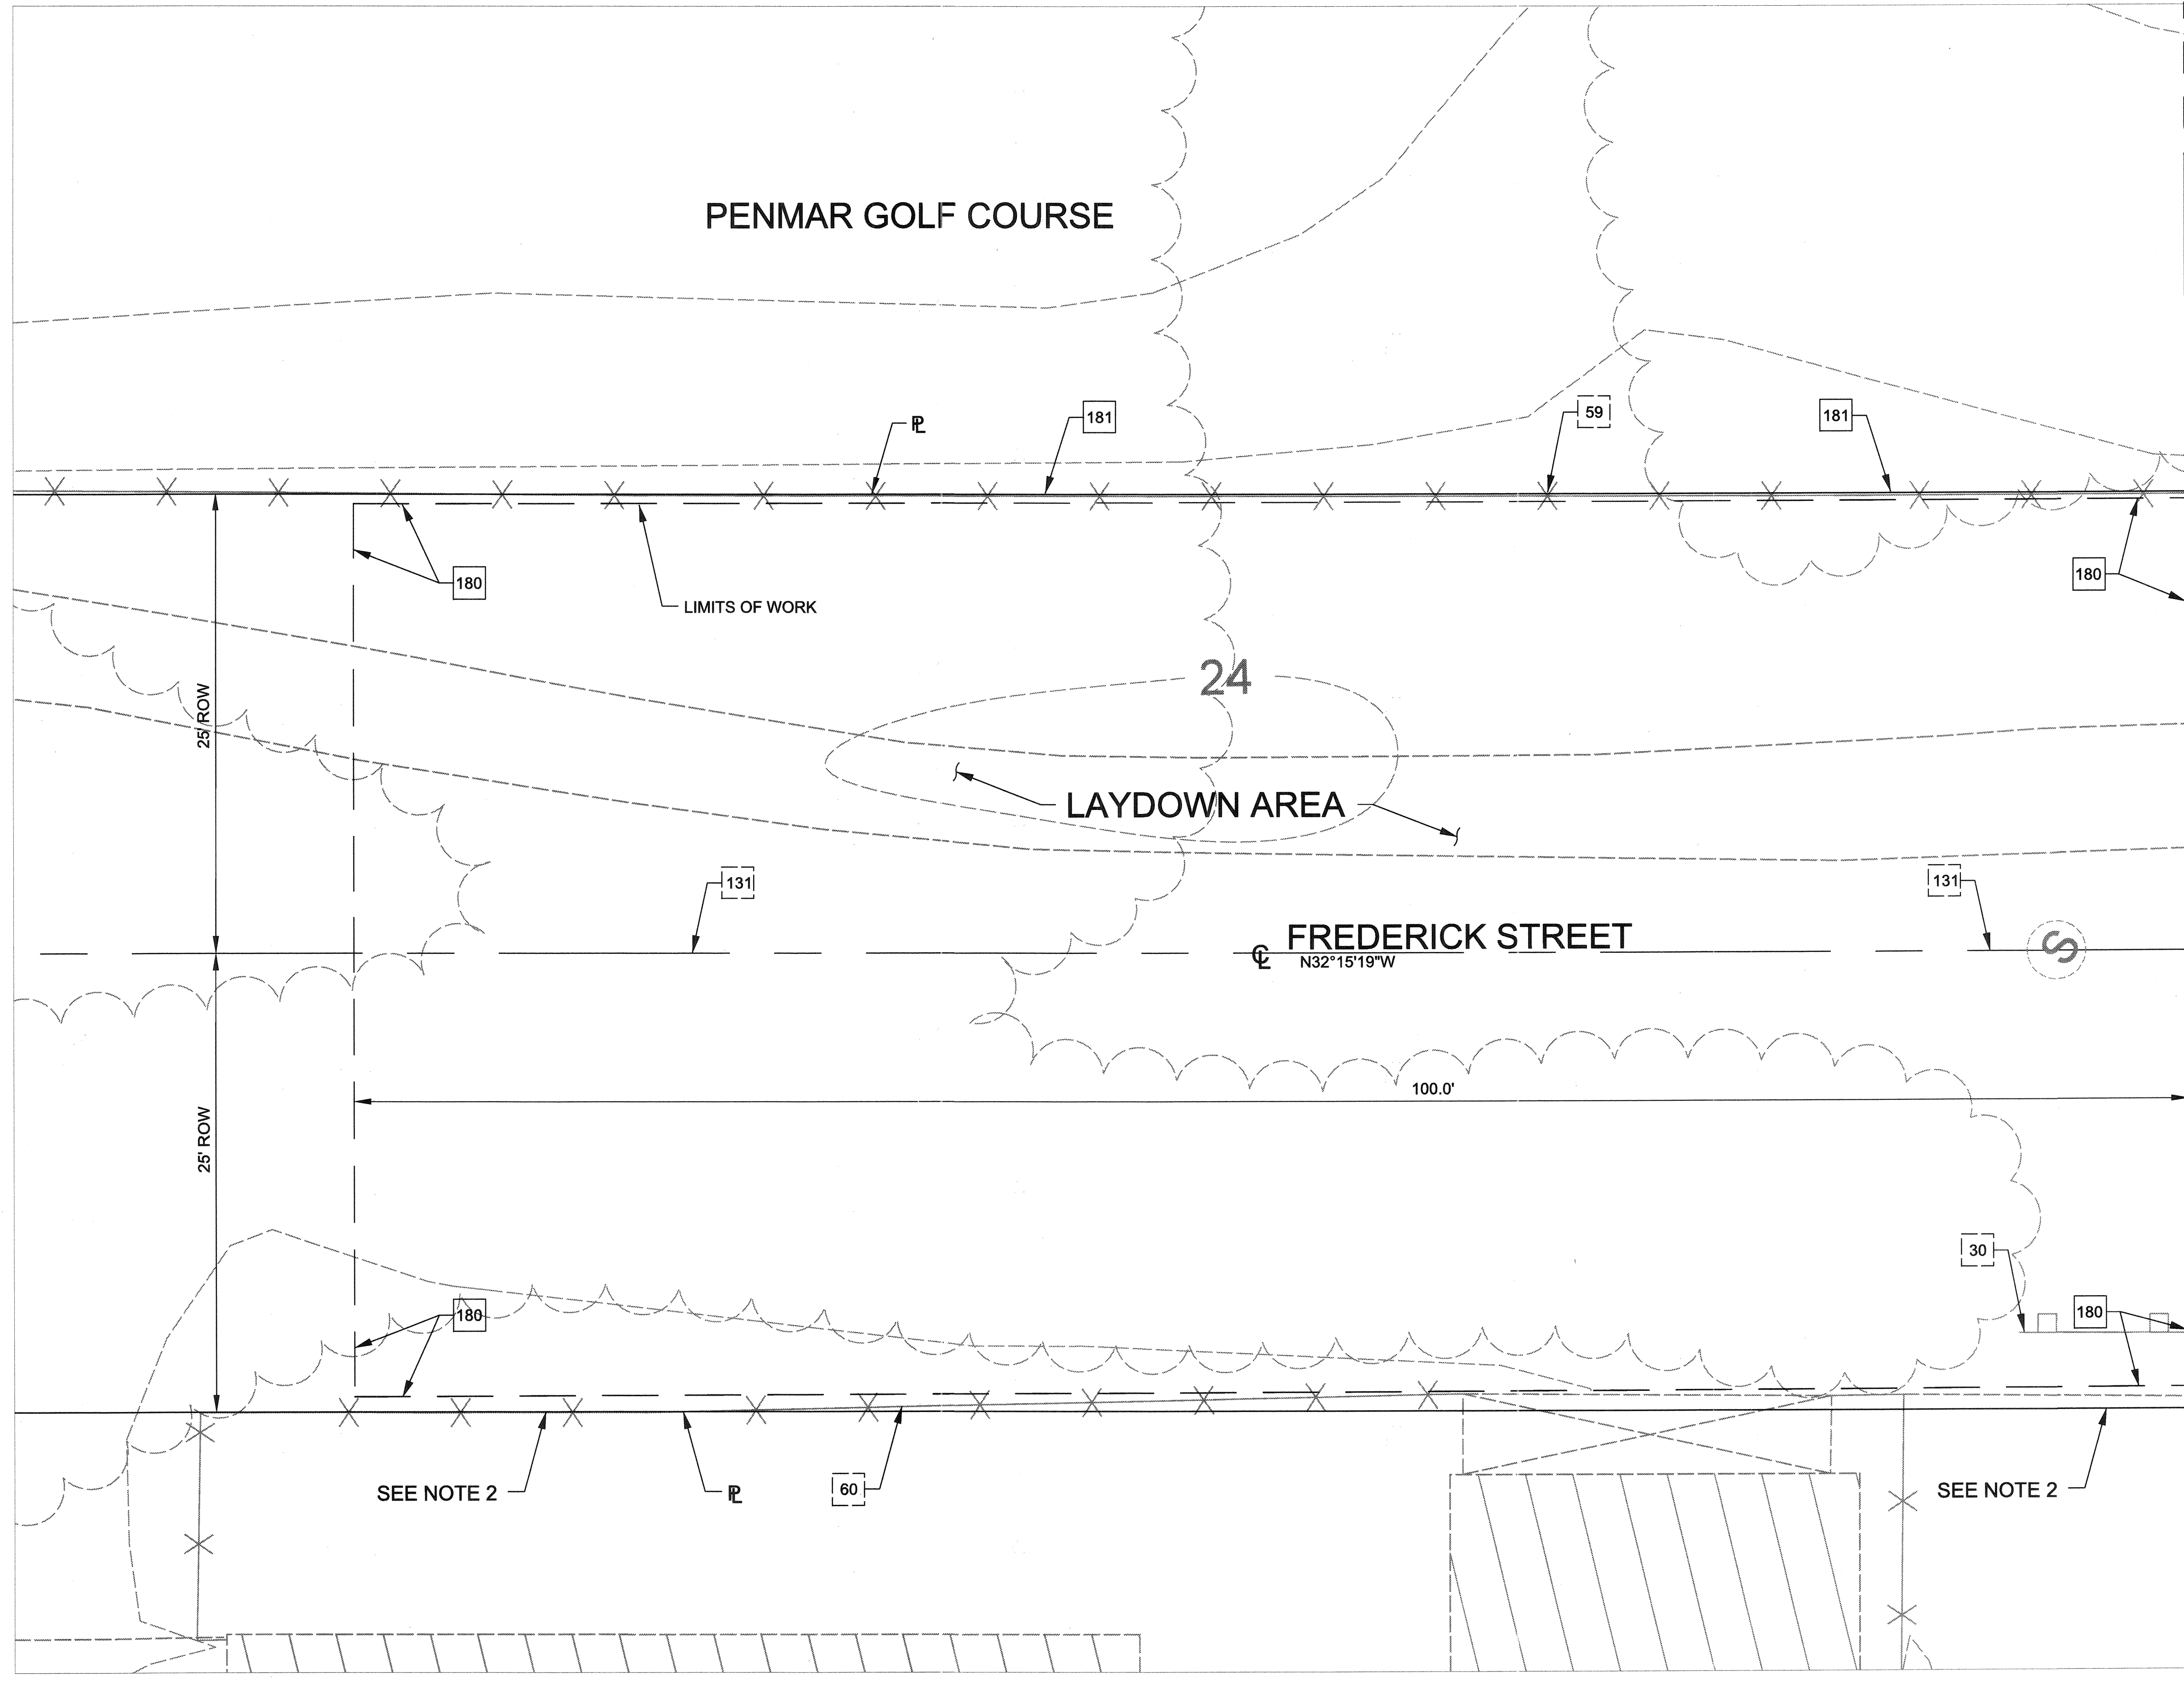 PENMAR GOLF COURSE
℄
181
59
181
180
180
LIMITS OF WORK
25' ROW
24
LAYDOWN AREA
131
131
FREDERICK STREET
℄
N32°15'19"W
S
100.0'
25' ROW
30
180
180
SEE NOTE 2
PL
60
SEE NOTE 2